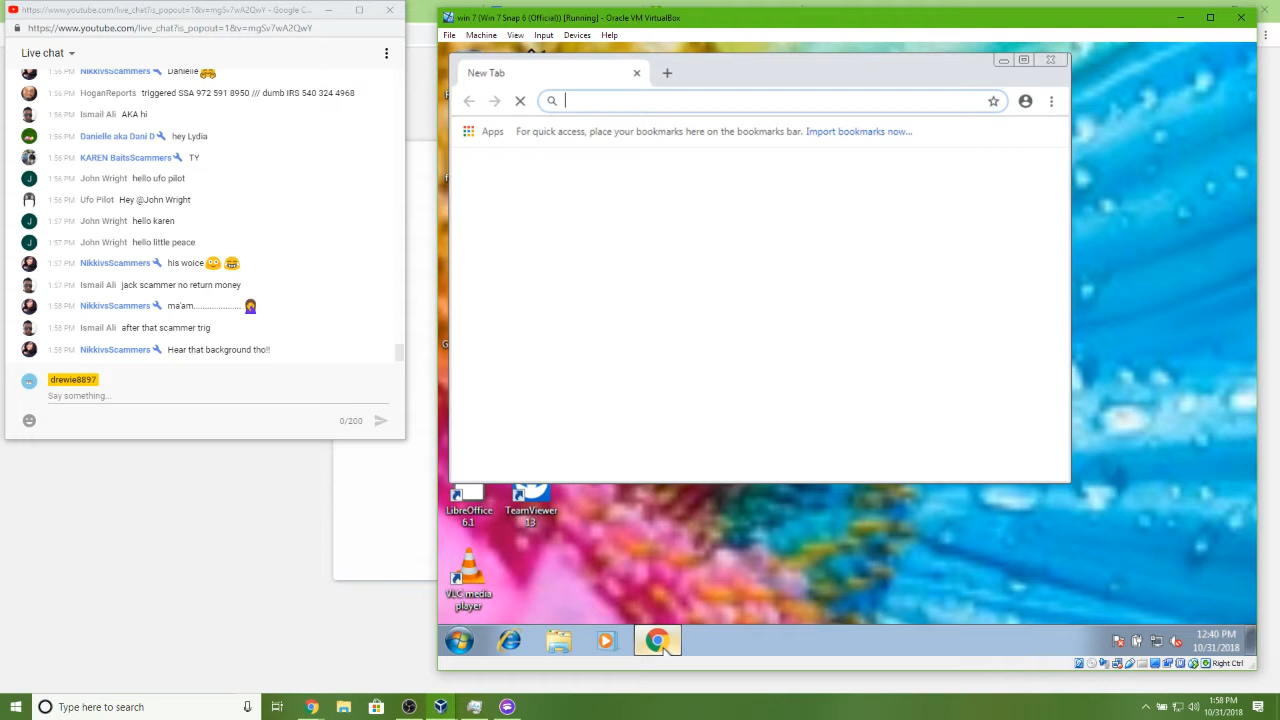 https://www.youtube.com/live_chat?is_popout=1&v=mgSv7wA2QwY - Google C...
https://www.youtube.com/live_chat?is_popout=1&v=mgSv7wA2QwY
Live chat
NikkivsScammers Danielle
1:56 PM HoganReports triggered SSA 972 591 8950 /// dumb IRS 540 324 4968
1:56 PM Ismail Ali AKA hi
1:56 PM Danielle aka Dani D hey Lydia
1:56 PM KAREN BaitsScammers TY
1:56 PM John Wright hello ufo pilot
1:56 PM Ufo Pilot Hey @John Wright
1:57 PM John Wright hello karen
1:57 PM John Wright hello little peace
1:57 PM NikkivsScammers his woice
1:57 PM Ismail Ali jack scammer no return money
1:58 PM NikkivsScammers ma'am.....................
1:58 PM Ismail Ali after that scammer trig
1:58 PM NikkivsScammers Hear that background tho!!
drewie8897
Say something...
0/200
win 7 (Win 7 Snap 6 (Official)) [Running] - Oracle VM VirtualBox
File Machine View Input Devices Help
New Tab
Apps For quick access, place your bookmarks here on the bookmarks bar. Import bookmarks now...
LibreOffice 6.1
TeamViewer 13
VLC media player
12:40 PM
10/31/2018
Right Ctrl
Type here to search
1:58 PM
10/31/2018